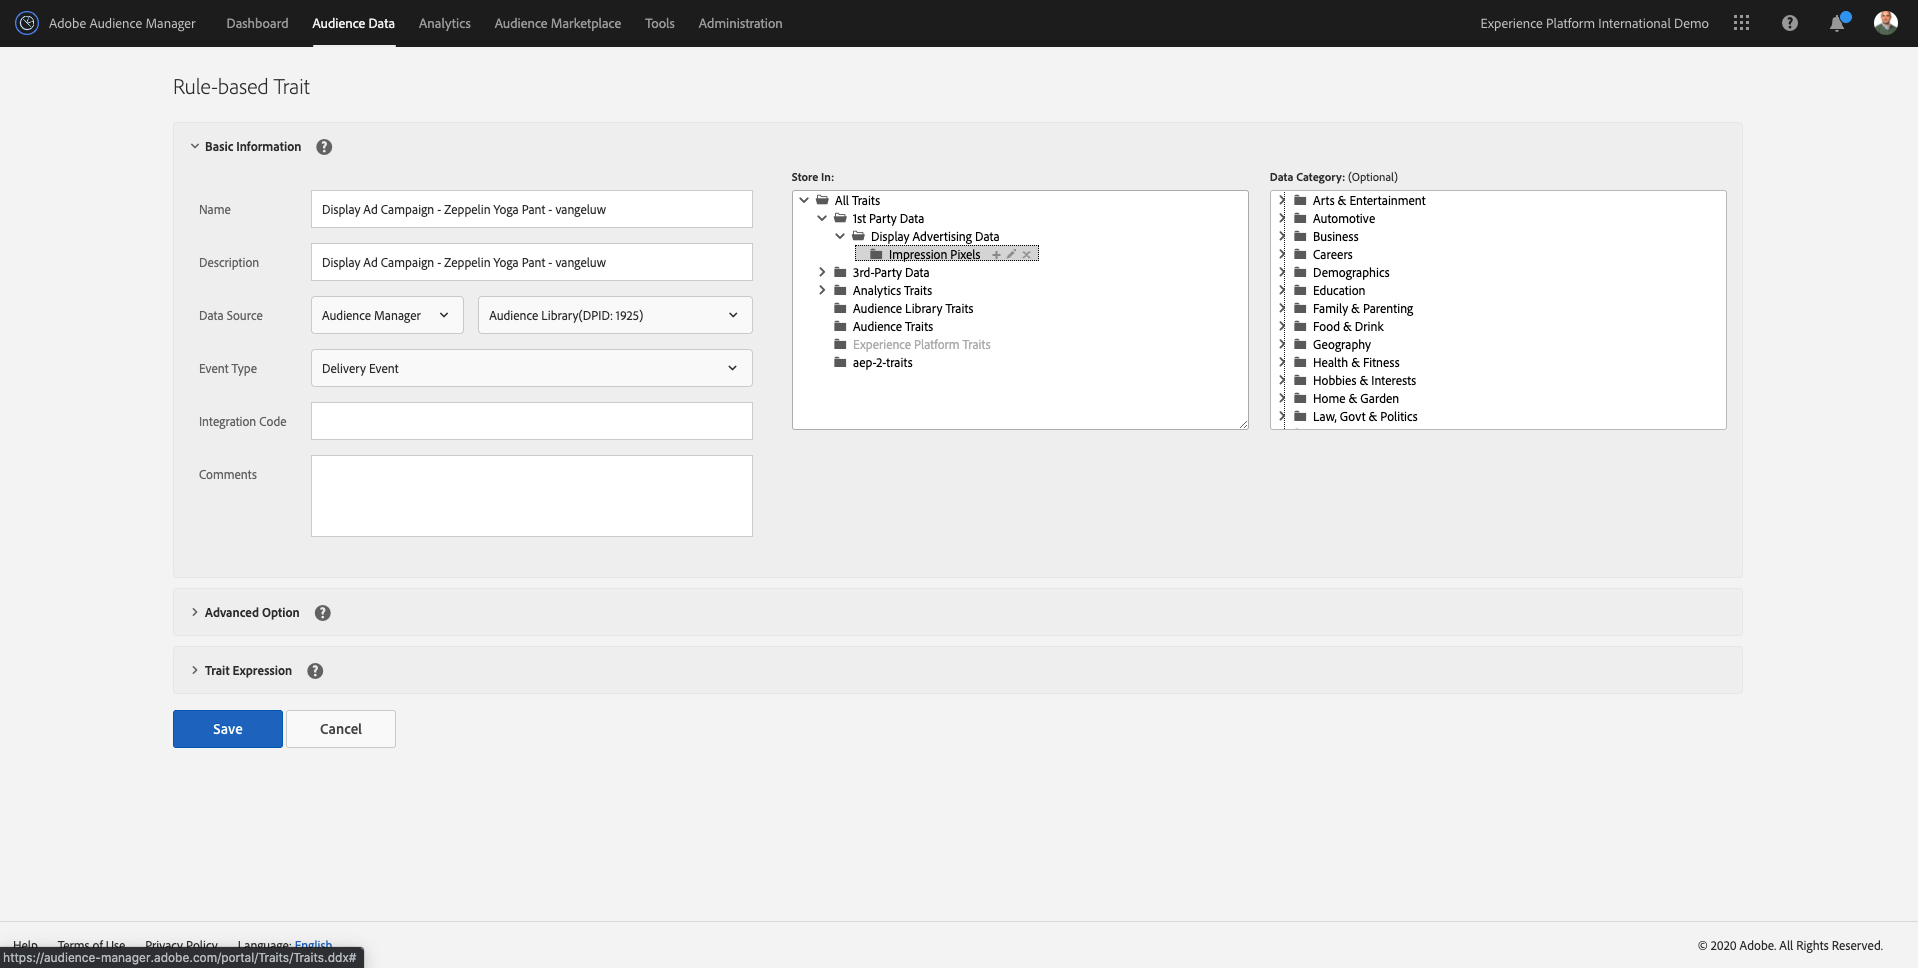 Adobe Audience Manager Dashboard Audience Data Analytics Audience Marketplace Tools Administration Experience Platform International Demo
Rule-based Trait
Basic Information
Store In:
Data Category: (Optional)
Name Display Ad Campaign - Zeppelin Yoga Pant - vangeluw
Description Display Ad Campaign - Zeppelin Yoga Pant - vangeluw
Data Source Audience Manager Audience Library(DPID: 1925)
Event Type Delivery Event
Integration Code
Comments
All Traits
1st Party Data
Display Advertising Data
Impression Pixels
3rd-Party Data
Analytics Traits
Audience Library Traits
Audience Traits
Experience Platform Traits
aep-2-traits
Arts & Entertainment
Automotive
Business
Careers
Demographics
Education
Family & Parenting
Food & Drink
Geography
Health & Fitness
Hobbies & Interests
Home & Garden
Law, Govt & Politics
Advanced Option
Trait Expression
Save Cancel
Help Terms of Use Privacy Policy Language: English
© 2020 Adobe. All Rights Reserved.
https://audience-manager.adobe.com/portal/Traits/Traits.ddx#